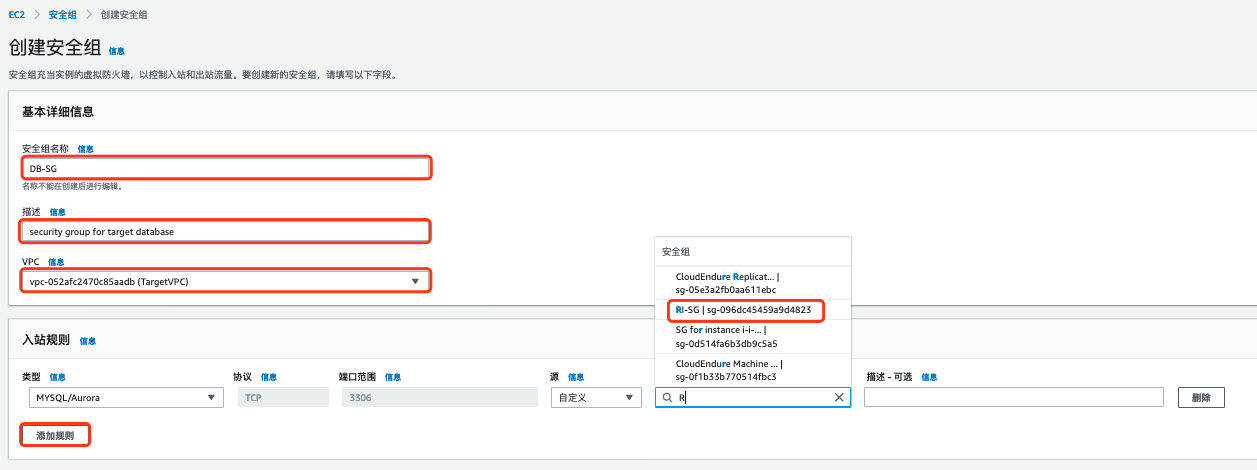 EC2 > 安全组 > 创建安全组
创建安全组 信息
安全组充当实例的虚拟防火墙，以控制入站和出站流量。要创建新的安全组，请填写以下字段。
基本详细信息
安全组名称 信息
DB-SG
名称不能在创建后进行编辑。
描述 信息
security group for target database
VPC 信息
vpc-052afc2470c85aadb (TargetVPC)
安全组
CloudEndure Replicat... |
sg-05e3a2fb0aa611ebc
RI-SG | sg-096dc45459a9d4823
SG for instance i-i-... |
sg-0d514fa6b3db9c5a5
CloudEndure Machine ... |
sg-0f1b33b770514fbc3
入站规则 信息
类型 信息 协议 信息 端口范围 信息 源 信息 描述 - 可选 信息
MYSQL/Aurora TCP 3306 自定义 R 删除
添加规则